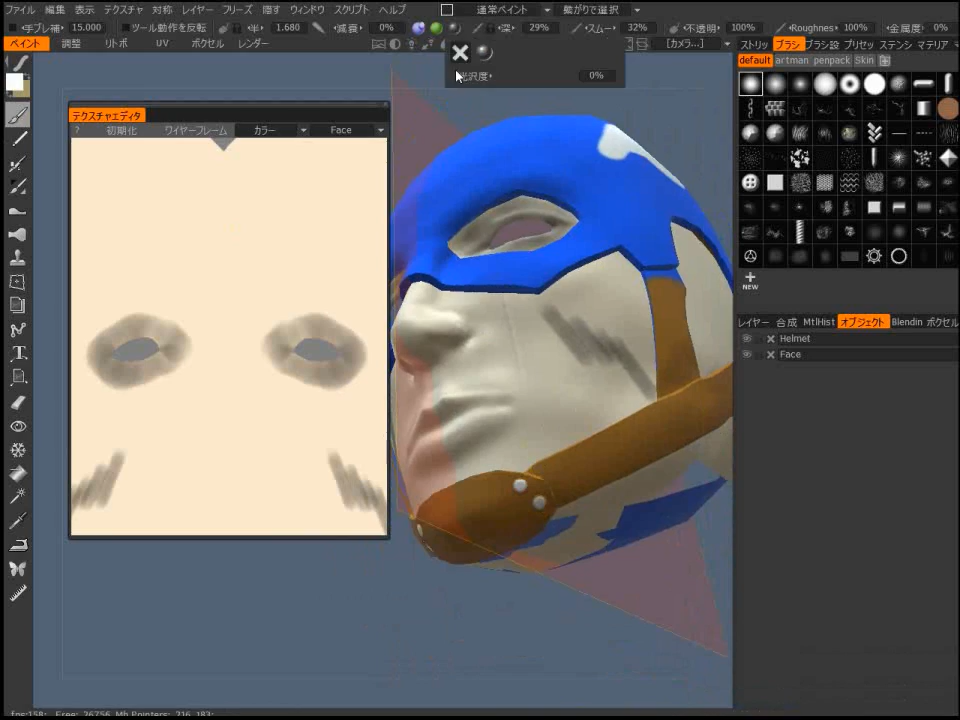 ファイル 編集 表示 テクスチャ 対称 レイヤー フリーズ 隠す ウィンドウ スクリプト ヘルプ 通常ペイント 繋がりで選択
手ブレ補 15.000 ツール動作を反転 半 1.680 減衰 0% 深 29% スムー 32% 不透明 100% Roughness 100% 金属度 0%
ペイント 調整 リトポ UV ボクセル レンダー [カメラ...] ストリッ ブラシ ブラシ設 プリセッ ステンシ マテリア
default artman penpack Skin
光沢度 0%
テクスチャエディタ
? 初期化 ワイヤーフレーム カラー Face
NEW
レイヤー 合成 MtlHist オブジェクト Blendin ボクセル
Helmet
Face